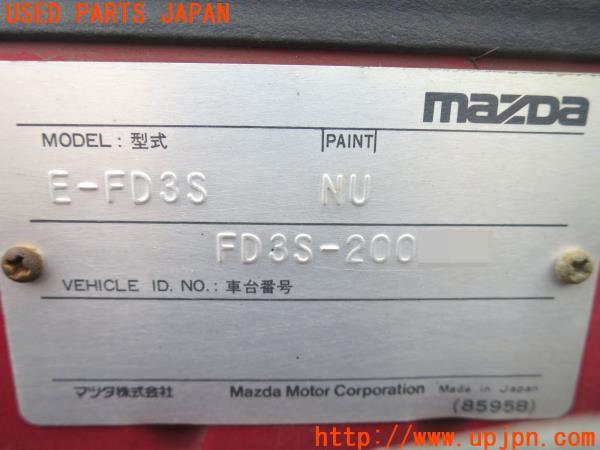 USED PARTS JAPAN
mazda
MODEL: 型式 PAINT
E-FD3S NU
FD3S-200
VEHICLE ID. NO.: 車台番号
マツダ株式会社 Mazda Motor Corporation Made in Japan
(85958)
http://www.upjpn.com